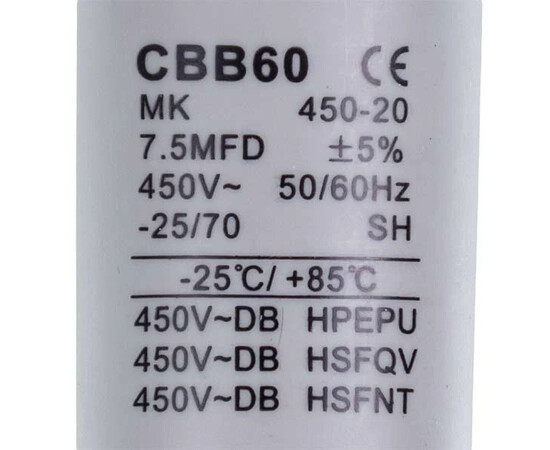 CBB60 CE
MK 450-20
7.5MFD ±5%
450V~ 50/60Hz
-25/70 SH
-25℃/ +85℃
450V~DB HPEPU
450V~DB HSFQV
450V~DB HSFNT